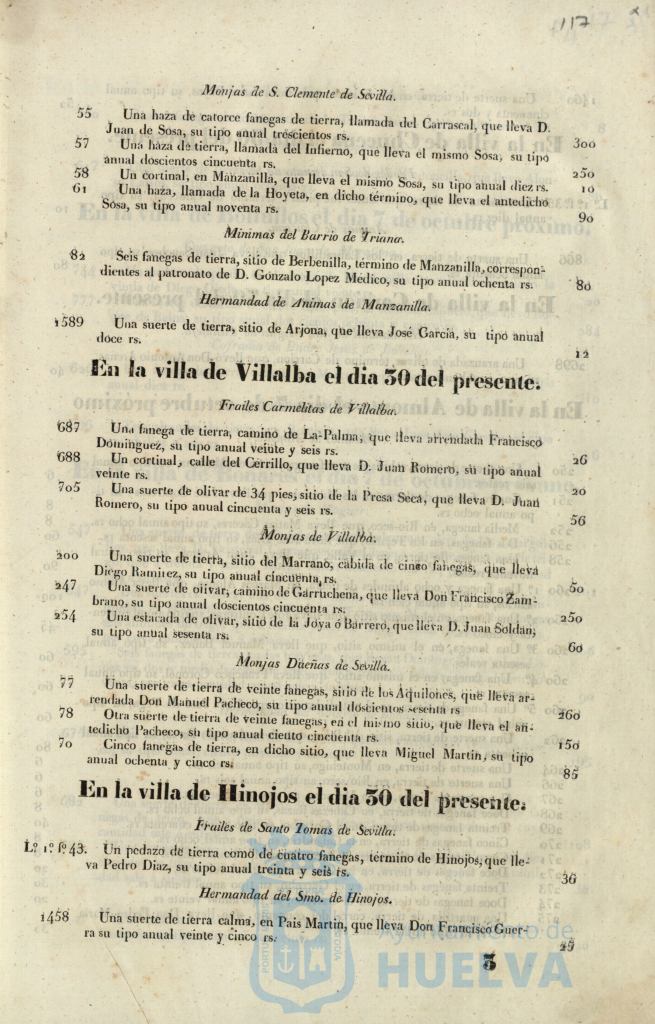 117
Monjas de S. Clemente de Sevilla.
55 Una haza de catorce fanegas de tierra, llamada del Carrascal, que lleva D.
Juan de Sosa, su tipo anual trescientos rs. 300
57 Una haza de tierra, llamada del Infierno, que lleva el mismo Sosa, su tipo
anual doscientos cincuenta rs. 250
58 Un cortinal, en Manzanilla, que lleva el mismo Sosa, su tipo anual diez rs. 10
61 Una haza, llamada de la Hoyeta, en dicho término, que lleva el antedicho
Sosa, su tipo anual noventa rs. 90
Mínimas del Barrio de Triana.
82 Seis fanegas de tierra, sitio de Berbenilla, término de Manzanilla, correspon-
dientes al patronato de D. Gonzalo Lopez Médico, su tipo anual ochenta rs. 80
Hermandad de Animas de Manzanilla.
1589 Una suerte de tierra, sitio de Arjona, que lleva José García, su tipo anual
doce rs. 12
En la villa de Villalba el dia 30 del presente.
Frailes Carmelitas de Villalba.
687 Una fanega de tierra, camino de La-Palma, que lleva arrendada Francisco
Dominguez, su tipo anual veinte y seis rs. 26
688 Un cortinal, calle del Cerrillo, que lleva D. Juan Romero, su tipo anual
veinte rs. 20
705 Una suerte de olivar de 34 pies, sitio de la Presa Seca, que lleva D. Juan
Romero, su tipo anual cincuenta y seis rs. 56
Monjas de Villalba.
200 Una suerte de tierra, sitio del Marrano, cabida de cinco fanegas, que lleva
Diego Ramirez, su tipo anual cincuenta rs. 50
247 Una suerte de olivar, camino de Garruchena, que lleva Don Francisco Zam-
brano, su tipo anual doscientos cincuenta rs. 250
254 Una estacada de olivar, sitio de la Joya ó Barrero, que lleva D. Juan Soldan,
su tipo anual sesenta rs. 60
Monjas Dueñas de Sevilla.
77 Una suerte de tierra de veinte fanegas, sitio de los Aquilones, que lleva ar-
rendada Don Manuel Pacheco, su tipo anual doscientos sesenta rs 260
78 Otra suerte de tierra de veinte fanegas, en el mismo sitio, que lleva el an-
tedicho Pacheco, su tipo anual ciento cincuenta rs. 150
70 Cinco fanegas de tierra, en dicho sitio, que lleva Miguel Martin, su tipo
anual ochenta y cinco rs. 85
En la villa de Hinojos el dia 30 del presente.
Frailes de Santo Tomas de Sevilla.
L.º 1.º f.º 43. Un pedazo de tierra como de cuatro fanegas, término de Hinojos, que lle-
va Pedro Diaz, su tipo anual treinta y seis rs. 36
Hermandad del Smo. de Hinojos.
1458 Una suerte de tierra calma, en Pais Martin, que lleva Don Francisco Guer-
ra su tipo anual veinte y cinco rs. 25
3
Ayuntamiento de
HUELVA